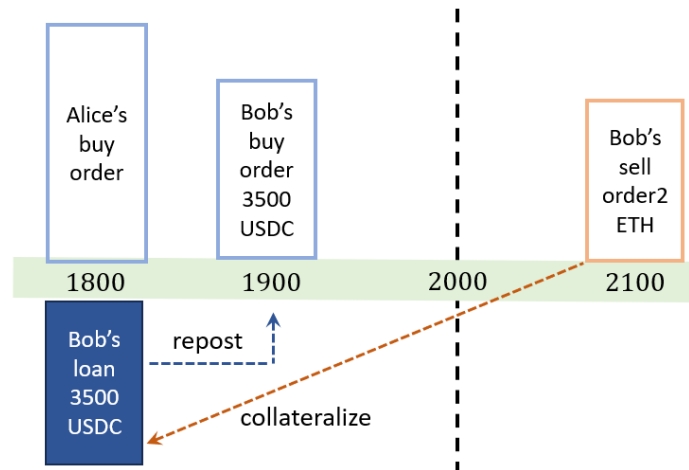 Alice's
buy
order
Bob's
buy
order
3500
USDC
Bob's
sell
order2
ETH
1800
1900
2000
2100
Bob's
loan
3500
USDC
repost
collateralize